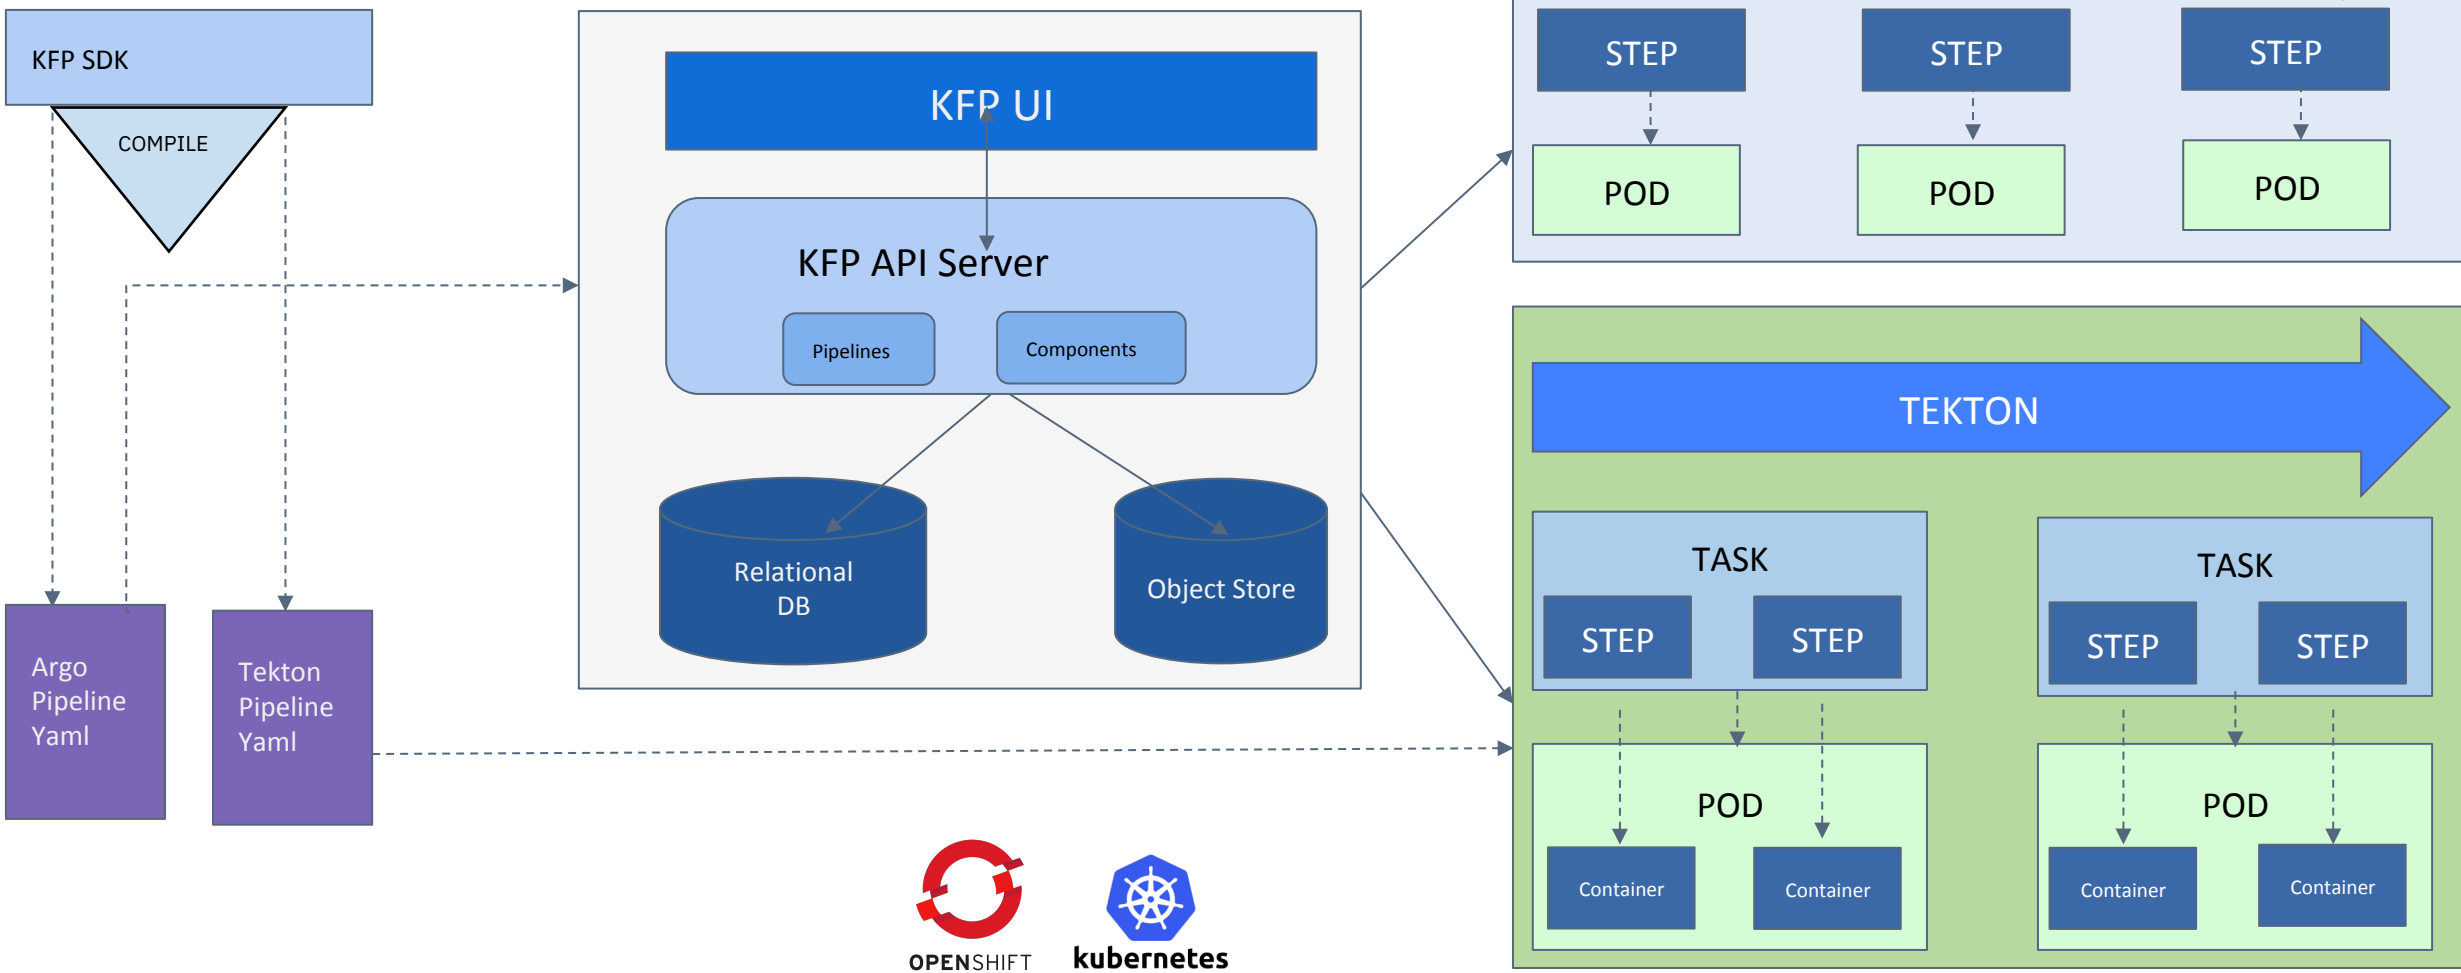 KFP SDK
COMPILE
Argo
Pipeline
Yaml
Tekton
Pipeline
Yaml
KFP UI
KFP API Server
Pipelines
Components
Relational
DB
Object Store
OPENSHIFT
kubernetes
STEP
STEP
STEP
POD
POD
POD
TEKTON
TASK
STEP
STEP
TASK
STEP
STEP
POD
Container
Container
POD
Container
Container